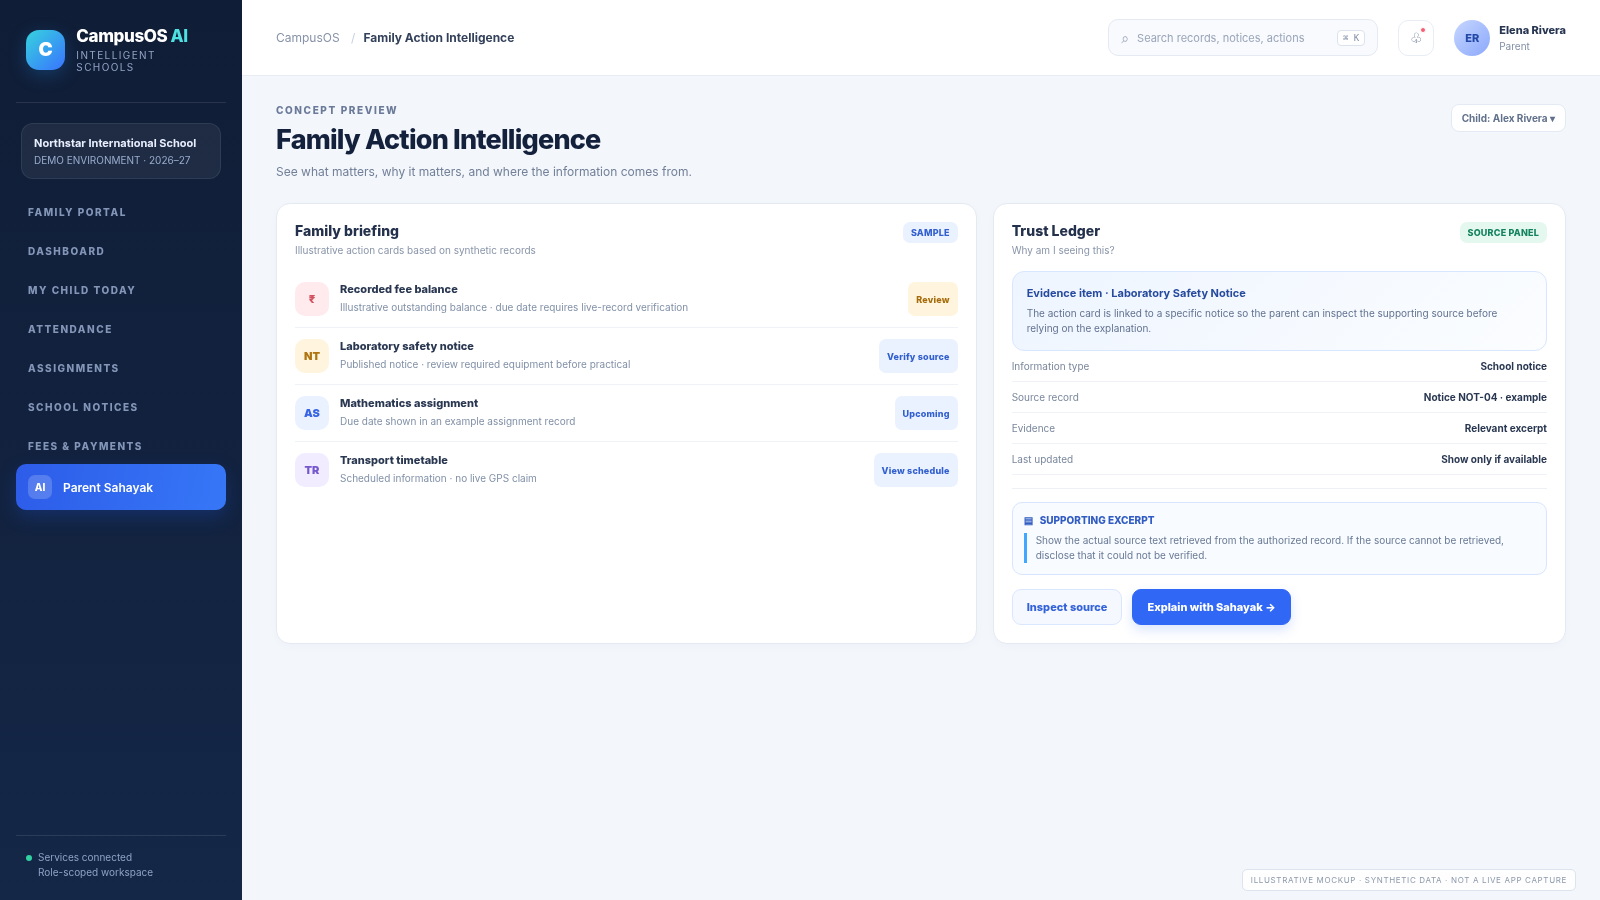 C
CampusOS AI
INTELLIGENT
SCHOOLS
Northstar International School
DEMO ENVIRONMENT · 2026–27
FAMILY PORTAL
DASHBOARD
MY CHILD TODAY
ATTENDANCE
ASSIGNMENTS
SCHOOL NOTICES
FEES & PAYMENTS
AI Parent Sahayak
Services connected
Role-scoped workspace
CampusOS / Family Action Intelligence
Search records, notices, actions ⌘ K
ER
Elena Rivera
Parent
CONCEPT PREVIEW
Family Action Intelligence
See what matters, why it matters, and where the information comes from.
Child: Alex Rivera ▾
Family briefing
SAMPLE
Illustrative action cards based on synthetic records
₹
Recorded fee balance
Illustrative outstanding balance · due date requires live-record verification
Review
NT
Laboratory safety notice
Published notice · review required equipment before practical
Verify source
AS
Mathematics assignment
Due date shown in an example assignment record
Upcoming
TR
Transport timetable
Scheduled information · no live GPS claim
View schedule
Trust Ledger
SOURCE PANEL
Why am I seeing this?
Evidence item · Laboratory Safety Notice
The action card is linked to a specific notice so the parent can inspect the supporting source before
relying on the explanation.
Information type School notice
Source record Notice NOT-04 · example
Evidence Relevant excerpt
Last updated Show only if available
SUPPORTING EXCERPT
Show the actual source text retrieved from the authorized record. If the source cannot be retrieved,
disclose that it could not be verified.
Inspect source
Explain with Sahayak →
ILLUSTRATIVE MOCKUP · SYNTHETIC DATA · NOT A LIVE APP CAPTURE